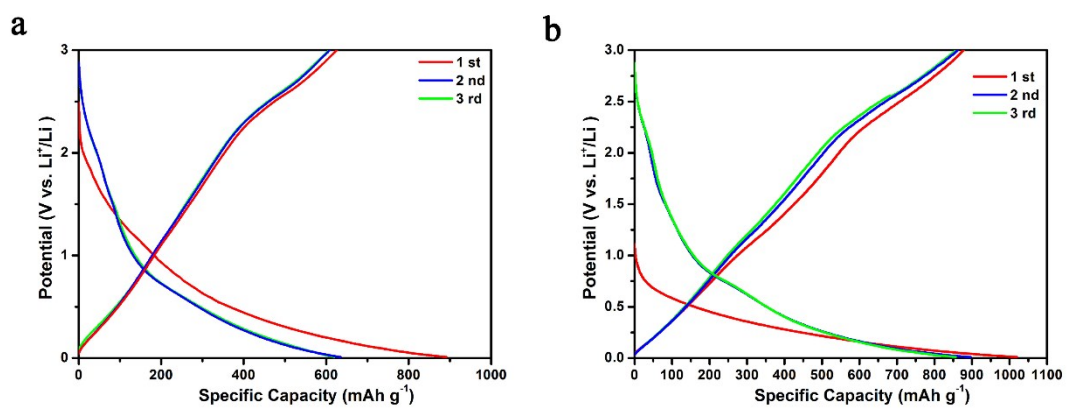 a
3
2
1
0
Potential (V vs. Li⁺/Li)
1 st
2 nd
3 rd
0 200 400 600 800 1000
Specific Capacity (mAh g⁻¹)
b
3.0
2.5
2.0
1.5
1.0
0.5
0.0
Potential (V vs. Li⁺/Li)
1 st
2 nd
3 rd
0 100 200 300 400 500 600 700 800 900 1000 1100
Specific Capacity (mAh g⁻¹)